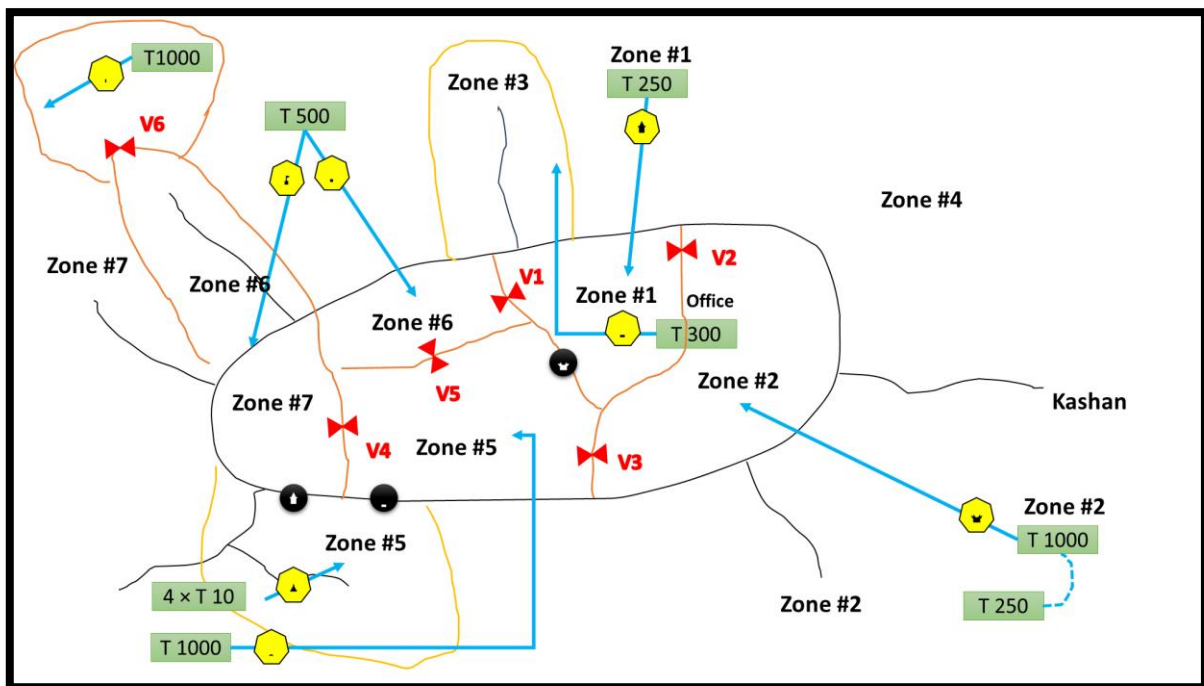 T1000
Zone #1
T 250
Zone #3
T 500
V6
Zone #4
Zone #7
Zone #6
V1
V2
Zone #1
Office
Zone #6
T 300
V5
Zone #2
Zone #7
Kashan
V4
Zone #5
V3
Zone #2
T 1000
Zone #5
4 × T 10
T 250
Zone #2
T 1000